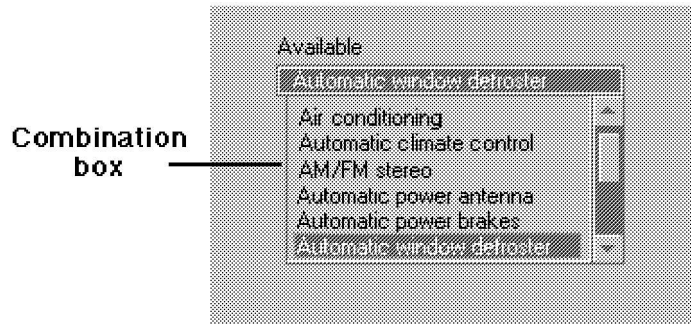 Available
Automatic window defroster
Combination
box
Air conditioning
Automatic climate control
AM/FM stereo
Automatic power antenna
Automatic power brakes
Automatic window defroster